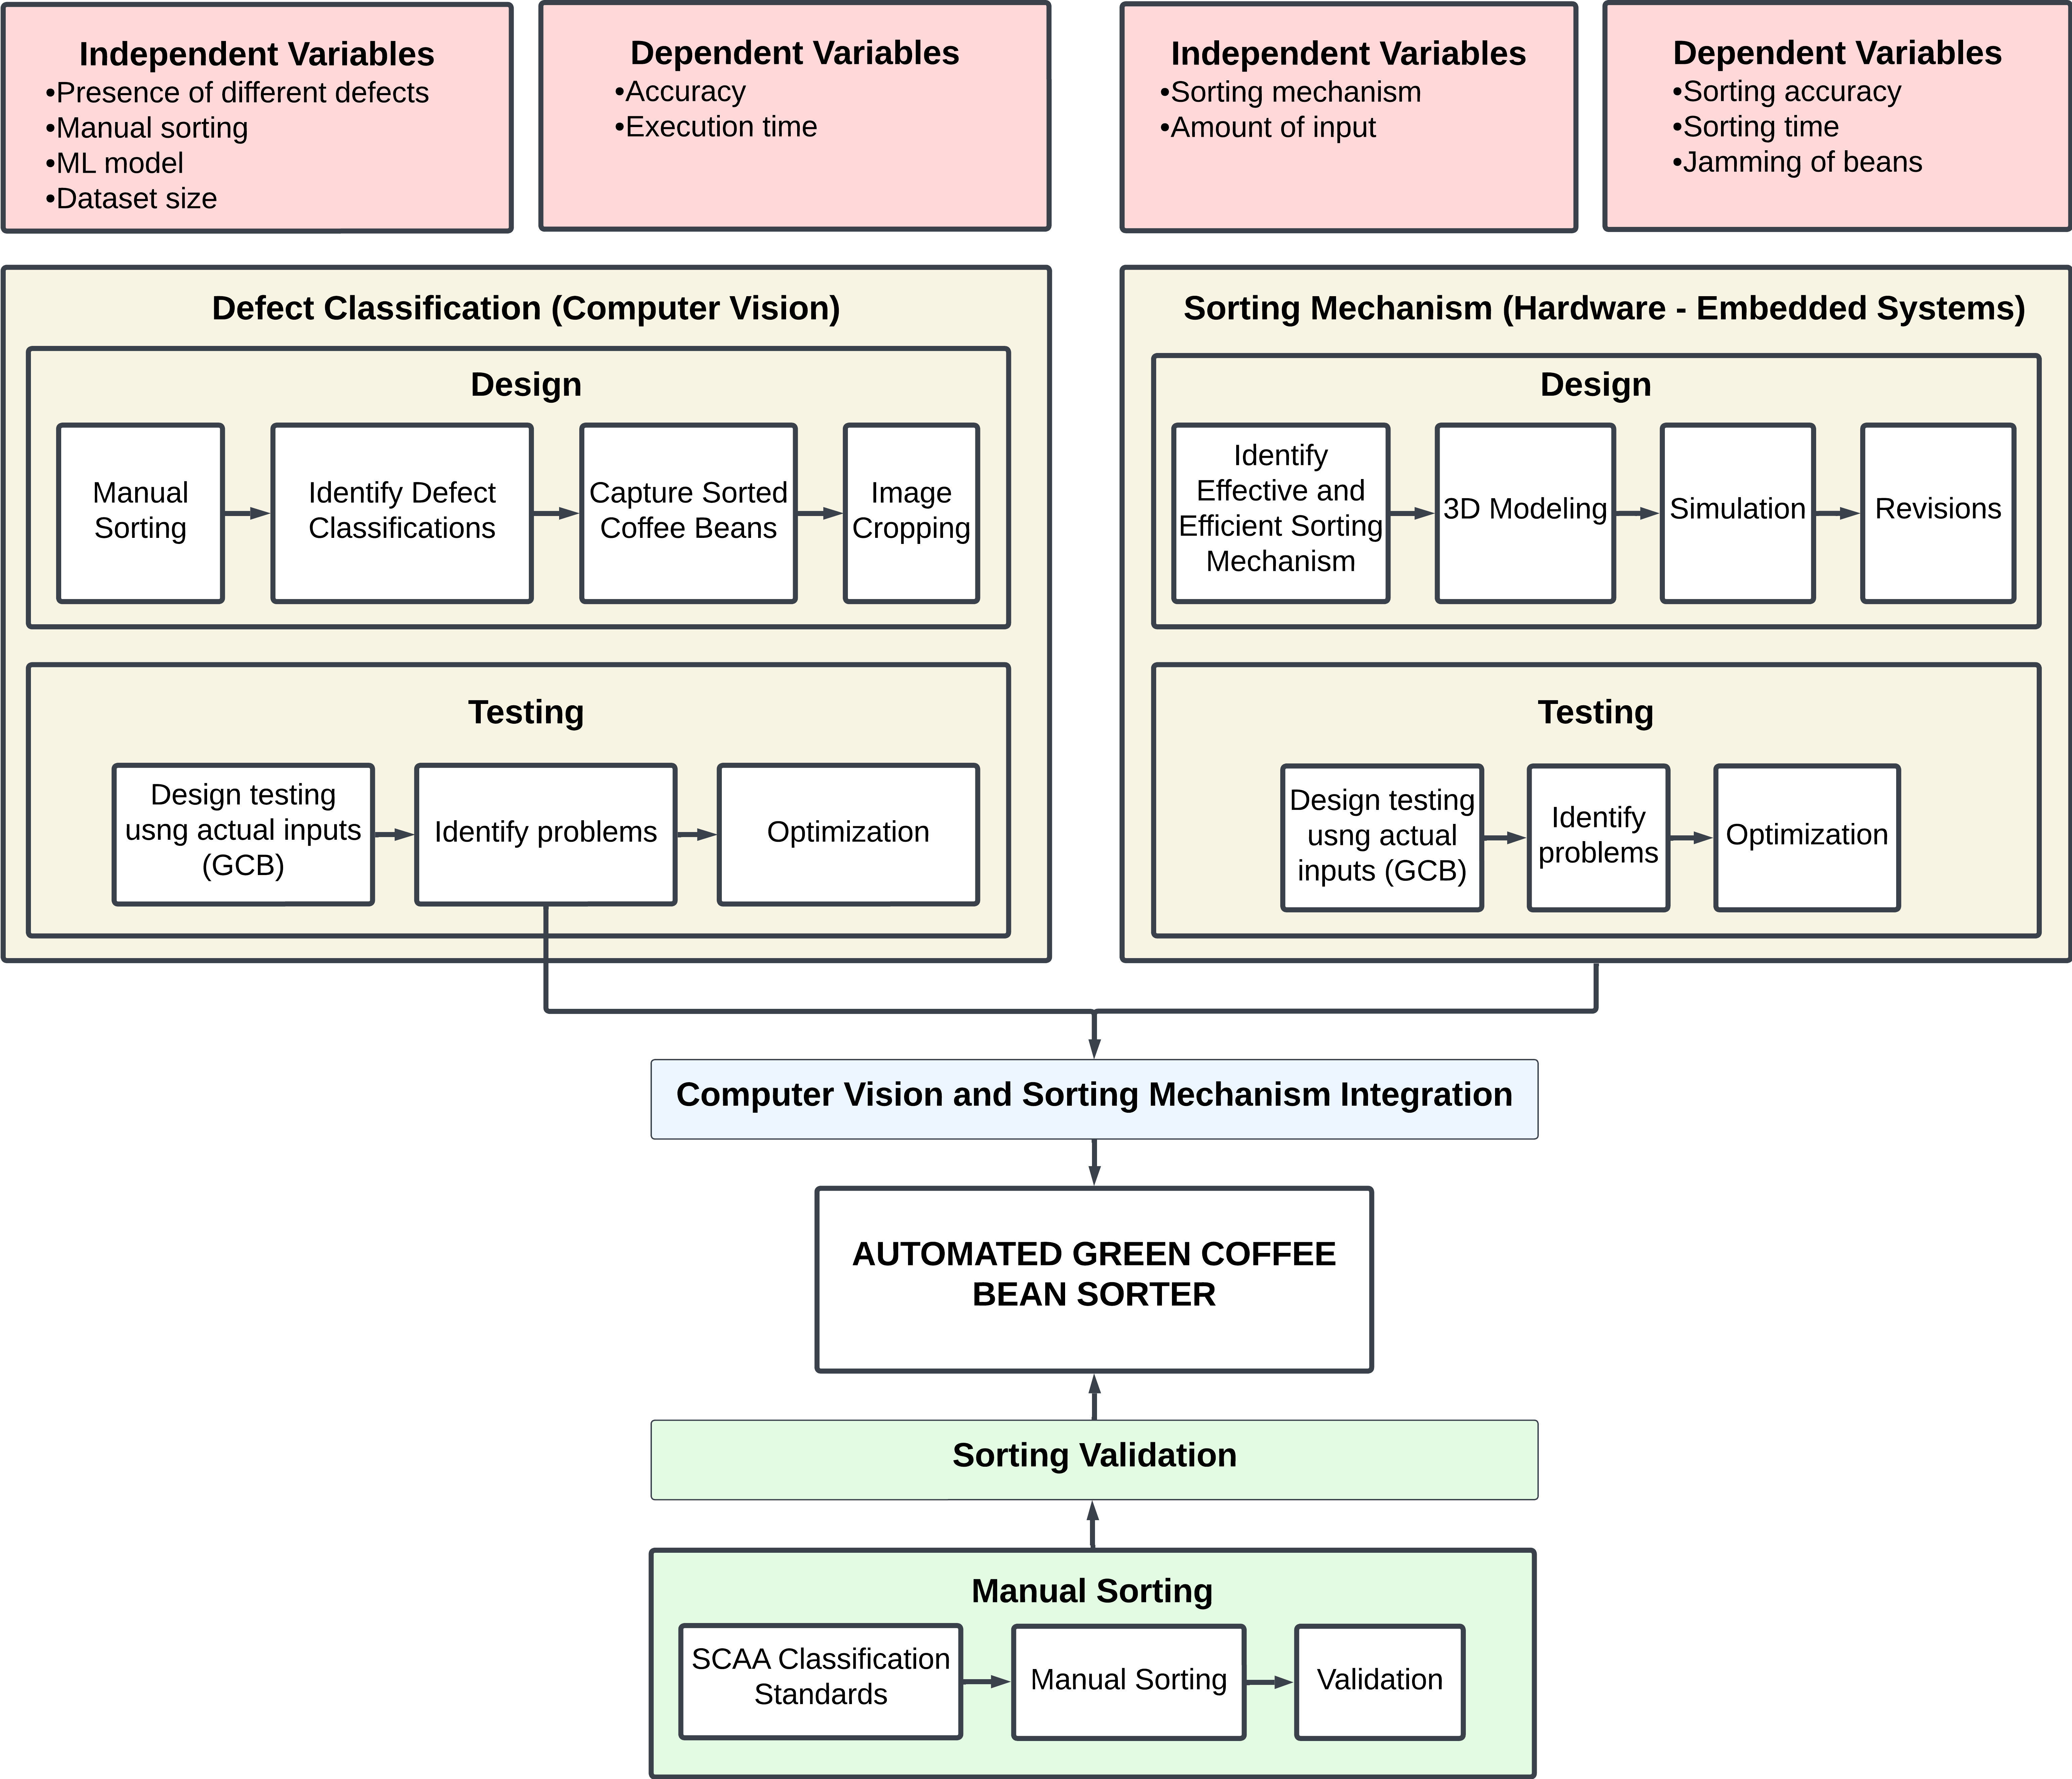 Independent Variables
•Presence of different defects
•Manual sorting
•ML model
•Dataset size
Dependent Variables
•Accuracy
•Execution time
Independent Variables
•Sorting mechanism
•Amount of input
Dependent Variables
•Sorting accuracy
•Sorting time
•Jamming of beans
Defect Classification (Computer Vision)
Design
Manual
Sorting
Identify Defect
Classifications
Capture Sorted
Coffee Beans
Image
Cropping
Testing
Design testing
usng actual inputs
(GCB)
Identify problems
Optimization
Sorting Mechanism (Hardware - Embedded Systems)
Design
Identify
Effective and
Efficient Sorting
Mechanism
3D Modeling
Simulation
Revisions
Testing
Design testing
usng actual
inputs (GCB)
Identify
problems
Optimization
Computer Vision and Sorting Mechanism Integration
AUTOMATED GREEN COFFEE
BEAN SORTER
Sorting Validation
Manual Sorting
SCAA Classification
Standards
Manual Sorting
Validation